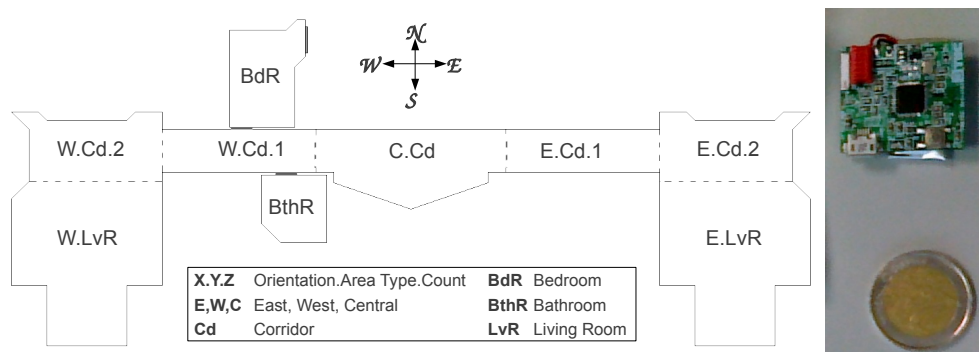 BdR
N
W E
S
W.Cd.2 W.Cd.1 C.Cd E.Cd.1 E.Cd.2
BthR
W.LvR E.LvR
X.Y.Z Orientation.Area Type.Count BdR Bedroom
E,W,C East, West, Central BthR Bathroom
Cd Corridor LvR Living Room